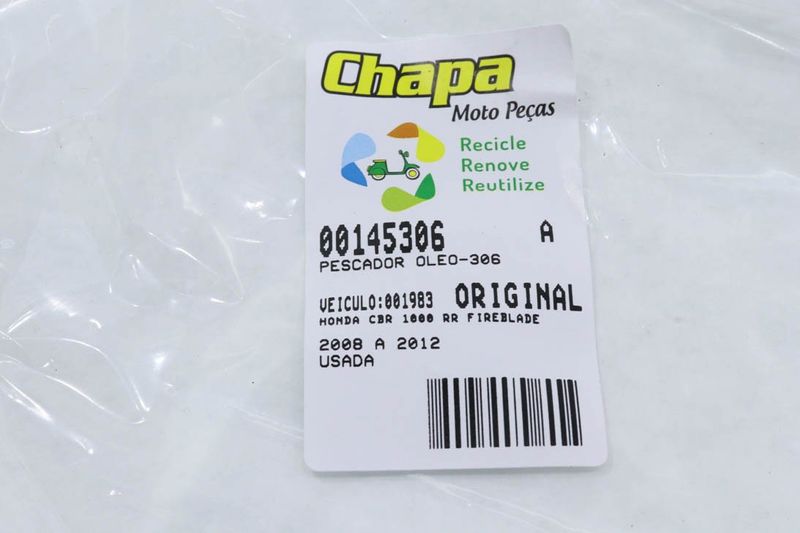 Chapa
Moto Peças
Recicle
Renove
Reutilize
00145306 A
PESCADOR OLEO-306
VEICULO:001983 ORIGINAL
HONDA CBR 1000 RR FIREBLADE
2008 A 2012
USADA